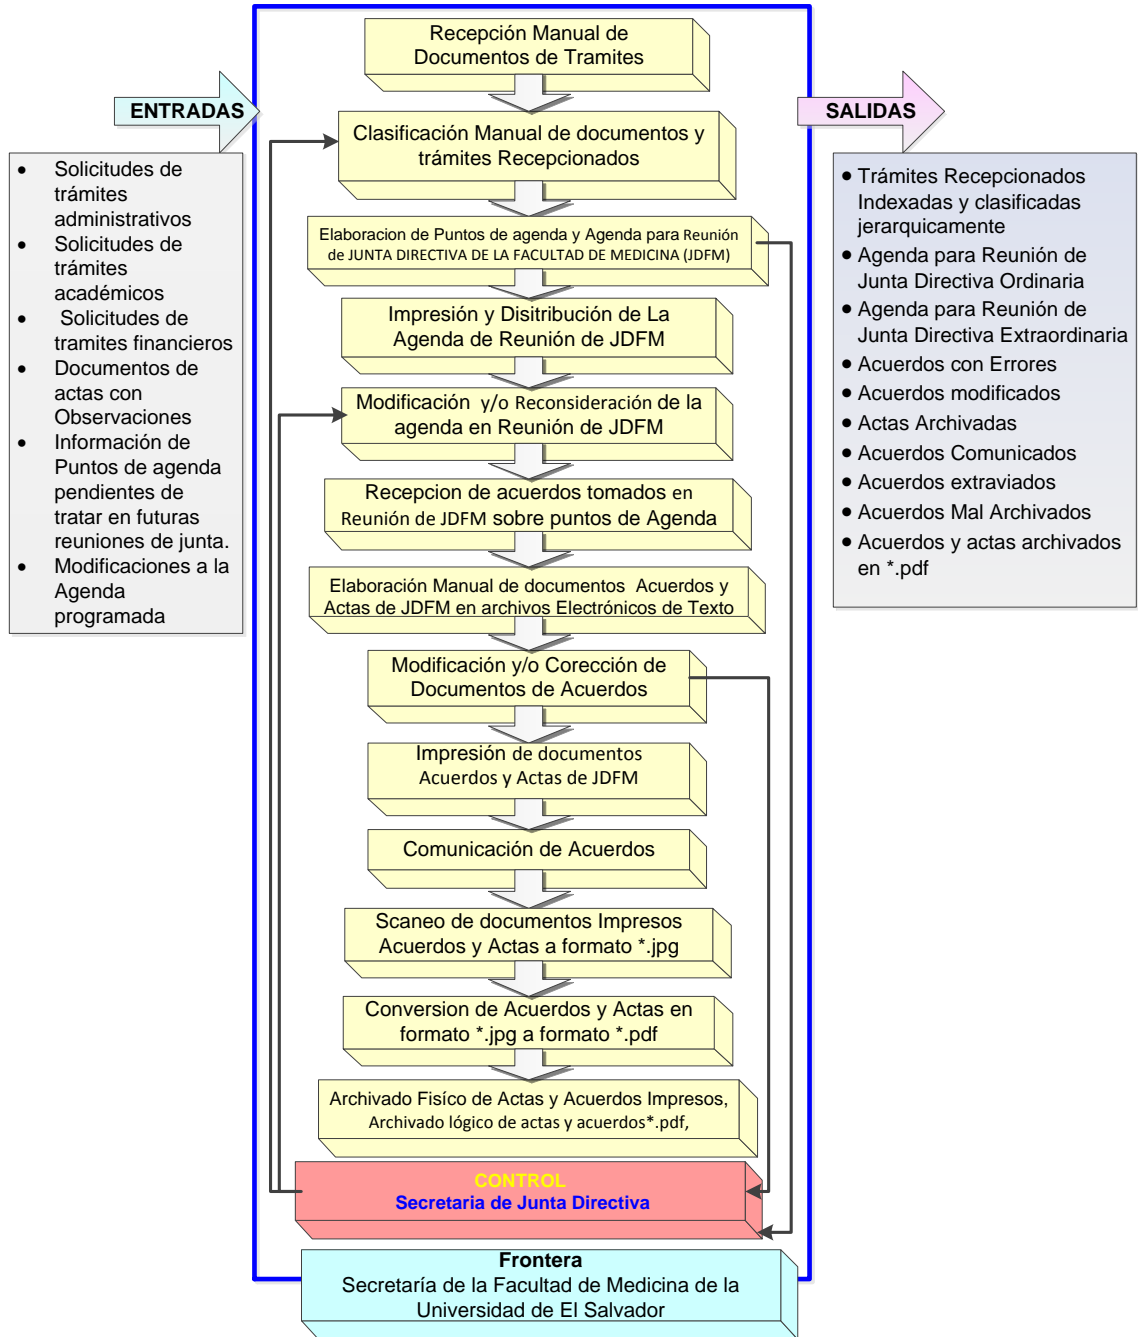 Recepción Manual de
Documentos de Tramites
ENTRADAS
SALIDAS
Clasificación Manual de documentos y
trámites Recepcionados
• Solicitudes de
trámites
administrativos
• Solicitudes de
trámites
académicos
• Solicitudes de
tramites financieros
• Documentos de
actas con
Observaciones
• Información de
Puntos de agenda
pendientes de
tratar en futuras
reuniones de junta.
• Modificaciones a la
Agenda
programada
• Trámites Recepcionados
Indexadas y clasificadas
jerarquicamente
• Agenda para Reunión de
Junta Directiva Ordinaria
• Agenda para Reunión de
Junta Directiva Extraordinaria
• Acuerdos con Errores
• Acuerdos modificados
• Actas Archivadas
• Acuerdos Comunicados
• Acuerdos extraviados
• Acuerdos Mal Archivados
• Acuerdos y actas archivados
en *.pdf
Elaboracion de Puntos de agenda y Agenda para Reunión
de JUNTA DIRECTIVA DE LA FACULTAD DE MEDICINA (JDFM)
Impresión y Disitribución de La
Agenda de Reunión de JDFM
Modificación y/o Reconsideración de la
agenda en Reunión de JDFM
Recepcion de acuerdos tomados en
Reunión de JDFM sobre puntos de Agenda
Elaboración Manual de documentos Acuerdos y
Actas de JDFM en archivos Electrónicos de Texto
Modificación y/o Corección de
Documentos de Acuerdos
Impresión de documentos
Acuerdos y Actas de JDFM
Comunicación de Acuerdos
Scaneo de documentos Impresos
Acuerdos y Actas a formato *.jpg
Conversion de Acuerdos y Actas en
formato *.jpg a formato *.pdf
Archivado Fisíco de Actas y Acuerdos Impresos,
Archivado lógico de actas y acuerdos*.pdf,
CONTROL
Secretaria de Junta Directiva
Frontera
Secretaría de la Facultad de Medicina de la
Universidad de El Salvador